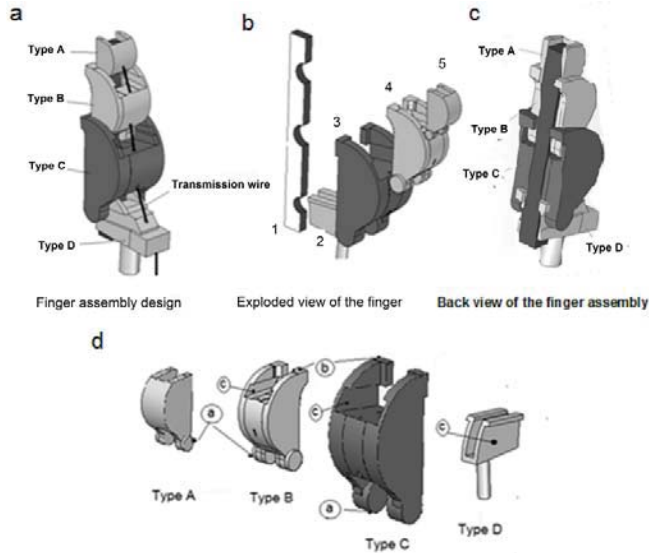 a
Type A
Type B
Type C
Transmission wire
Type D
Finger assembly design
b
5
4
3
1
2
Exploded view of the finger
c
Type A
Type B
Type C
Type D
Back view of the finger assembly
d
c
b
c
a
c
a
Type A
Type B
Type C
Type D